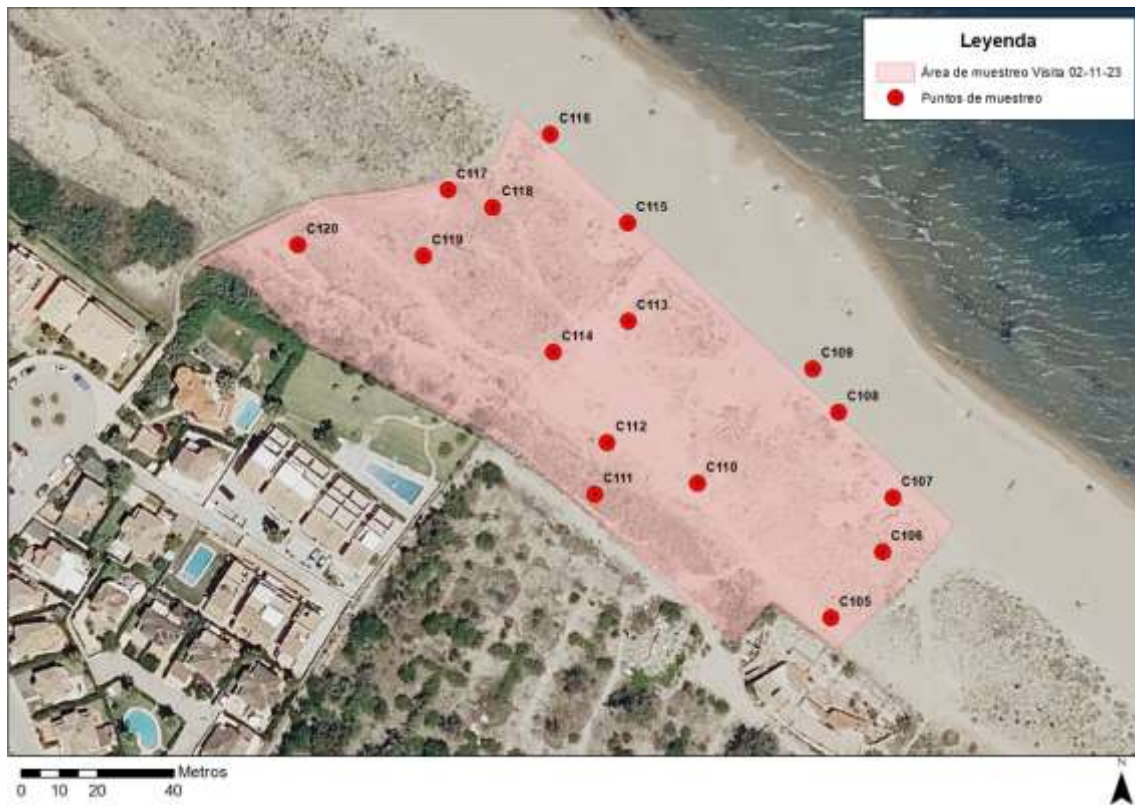 Leyenda
Área de muestreo Visita 02-11-23
Puntos de muestreo
C116
C117
C118
C115
C120
C119
C113
C114
C109
C108
C112
C110
C111
C107
C106
C105
Metros
0 10 20 40
N